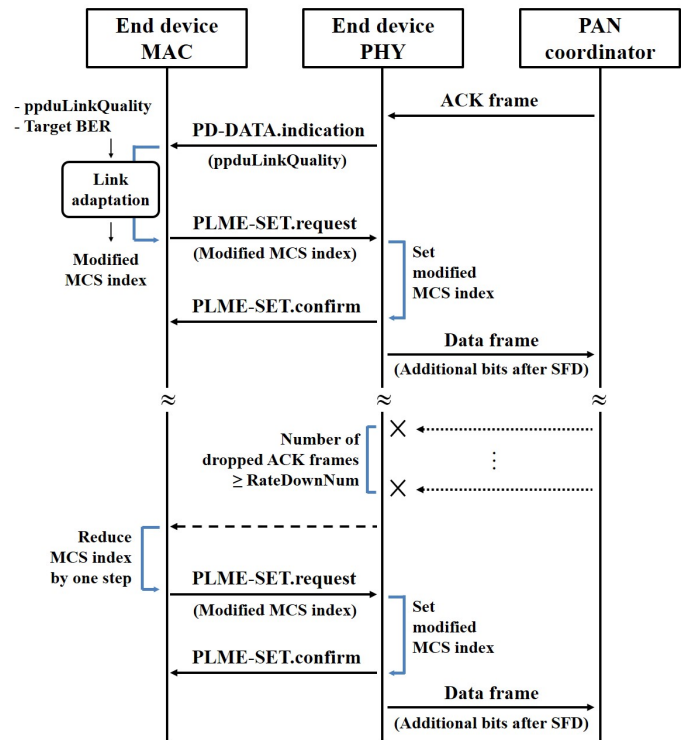 End device
MAC
End device
PHY
PAN
coordinator
ACK frame
- ppduLinkQuality
- Target BER
PD-DATA.indication
(ppduLinkQuality)
Link
adaptation
PLME-SET.request
(Modified MCS index)
Modified
MCS index
Set
modified
MCS index
PLME-SET.confirm
Data frame
(Additional bits after SFD)
≈
≈
≈
Number of
dropped ACK frames
≥ RateDownNum
⋮
Reduce
MCS index
by one step
PLME-SET.request
(Modified MCS index)
Set
modified
MCS index
PLME-SET.confirm
Data frame
(Additional bits after SFD)